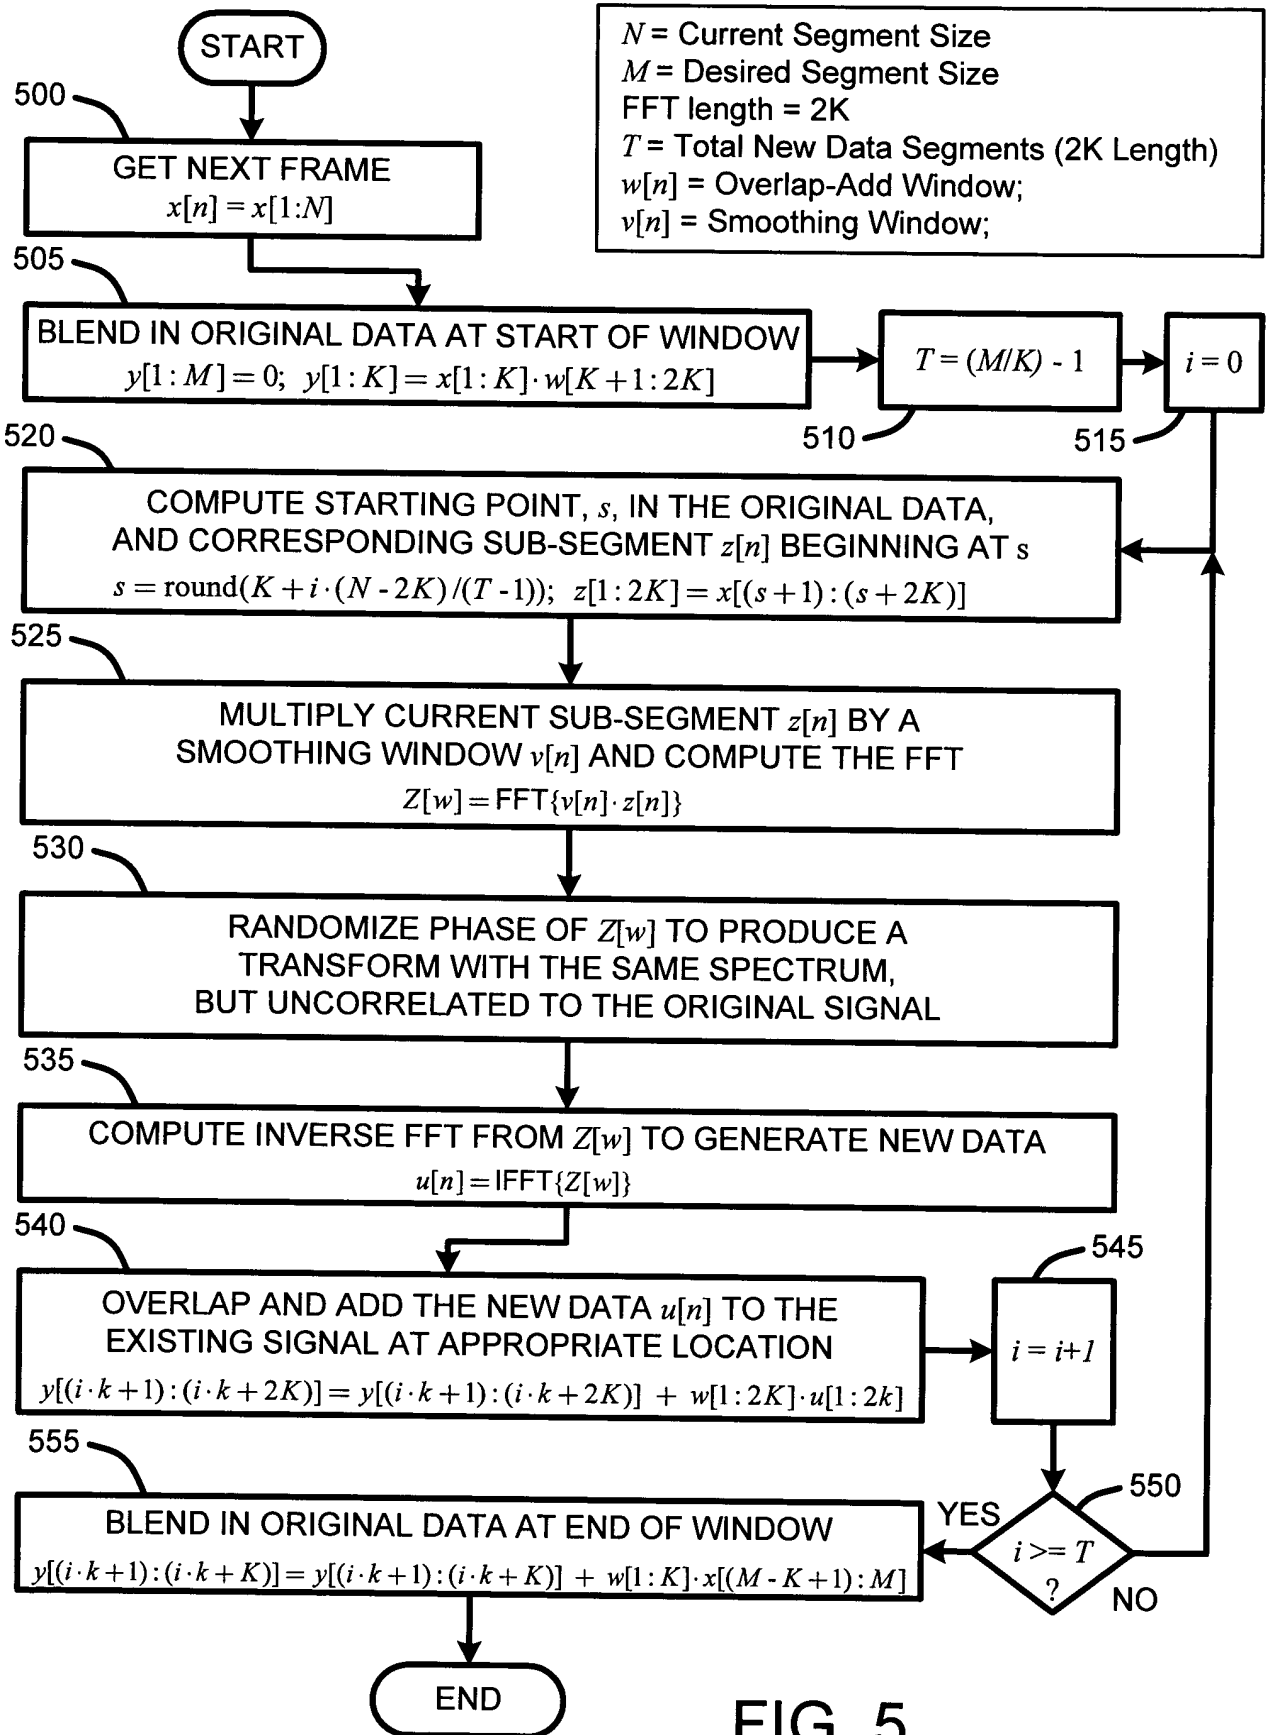 START
N = Current Segment Size
M = Desired Segment Size
FFT length = 2K
T = Total New Data Segments (2K Length)
w[n] = Overlap-Add Window;
v[n] = Smoothing Window;
500
GET NEXT FRAME
x[n] = x[1:N]
505
BLEND IN ORIGINAL DATA AT START OF WINDOW
y[1:M] = 0; y[1:K] = x[1:K]·w[K+1:2K]
T = (M/K) - 1
i = 0
510
515
520
COMPUTE STARTING POINT, s, IN THE ORIGINAL DATA,
AND CORRESPONDING SUB-SEGMENT z[n] BEGINNING AT s
s = round(K + i·(N - 2K)/(T - 1)); z[1:2K] = x[(s+1):(s+2K)]
525
MULTIPLY CURRENT SUB-SEGMENT z[n] BY A
SMOOTHING WINDOW v[n] AND COMPUTE THE FFT
Z[w] = FFT{v[n]·z[n]}
530
RANDOMIZE PHASE OF Z[w] TO PRODUCE A
TRANSFORM WITH THE SAME SPECTRUM,
BUT UNCORRELATED TO THE ORIGINAL SIGNAL
535
COMPUTE INVERSE FFT FROM Z[w] TO GENERATE NEW DATA
u[n] = IFFT{Z[w]}
540
OVERLAP AND ADD THE NEW DATA u[n] TO THE
EXISTING SIGNAL AT APPROPRIATE LOCATION
y[(i·k+1):(i·k+2K)] = y[(i·k+1):(i·k+2K)] + w[1:2K]·u[1:2k]
545
i = i+1
555
BLEND IN ORIGINAL DATA AT END OF WINDOW
y[(i·k+1):(i·k+K)] = y[(i·k+1):(i·k+K)] + w[1:K]·x[(M-K+1):M]
YES
550
i >= T
?
NO
END
FIG. 5